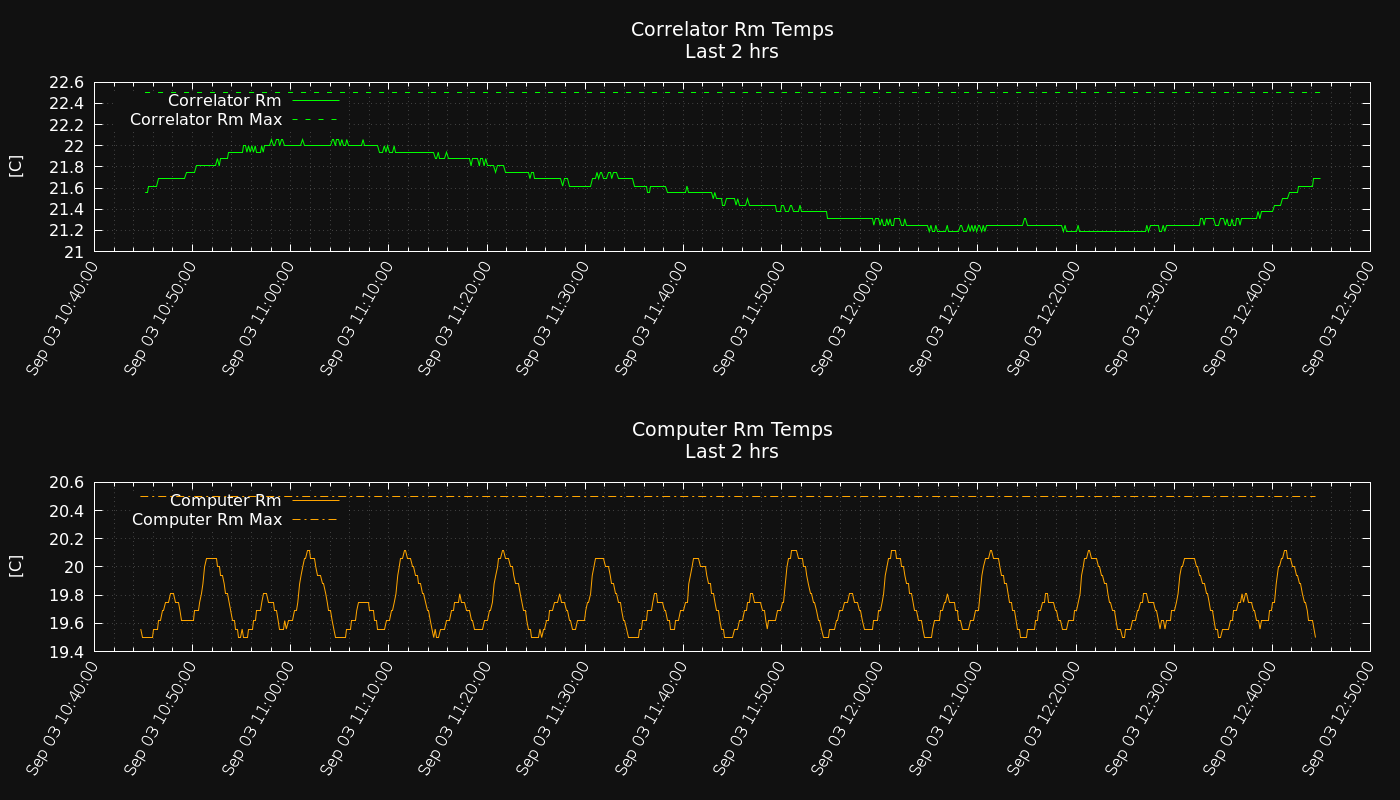 Correlator Rm Temps
Last 2 hrs
22.6
22.4
22.2
22
21.8
21.6
21.4
21.2
21
[C]
Correlator Rm
Correlator Rm Max
Sep 03 10:40:00
Sep 03 10:50:00
Sep 03 11:00:00
Sep 03 11:10:00
Sep 03 11:20:00
Sep 03 11:30:00
Sep 03 11:40:00
Sep 03 11:50:00
Sep 03 12:00:00
Sep 03 12:10:00
Sep 03 12:20:00
Sep 03 12:30:00
Sep 03 12:40:00
Sep 03 12:50:00
Computer Rm Temps
Last 2 hrs
20.6
20.4
20.2
20
19.8
19.6
19.4
[C]
Computer Rm
Computer Rm Max
Sep 03 10:40:00
Sep 03 10:50:00
Sep 03 11:00:00
Sep 03 11:10:00
Sep 03 11:20:00
Sep 03 11:30:00
Sep 03 11:40:00
Sep 03 11:50:00
Sep 03 12:00:00
Sep 03 12:10:00
Sep 03 12:20:00
Sep 03 12:30:00
Sep 03 12:40:00
Sep 03 12:50:00